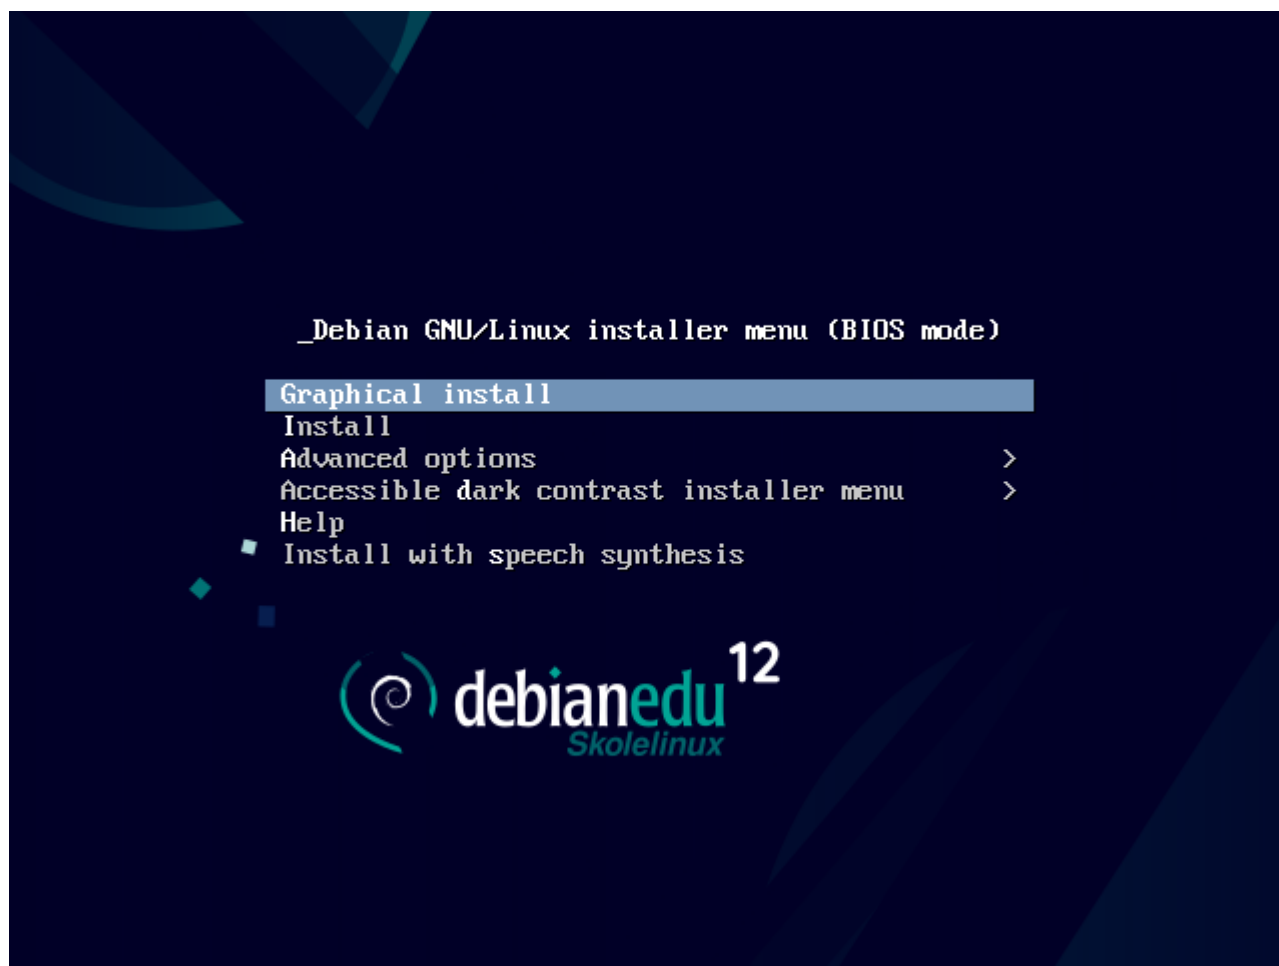 _Debian GNU/Linux installer menu (BIOS mode)
Graphical install
Install
Advanced options >
Accessible dark contrast installer menu >
Help
Install with speech synthesis
debianedu 12
Skolelinux